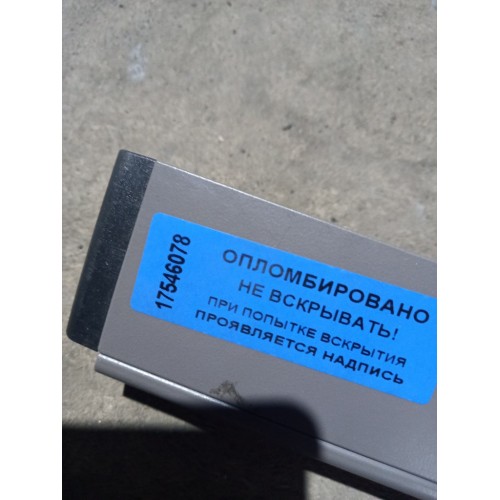 17546078
ОПЛОМБИРОВАНО
НЕ ВСКРЫВАТЬ!
ПРИ ПОПЫТКЕ ВСКРЫТИЯ
ПРОЯВЛЯЕТСЯ НАДПИСЬ